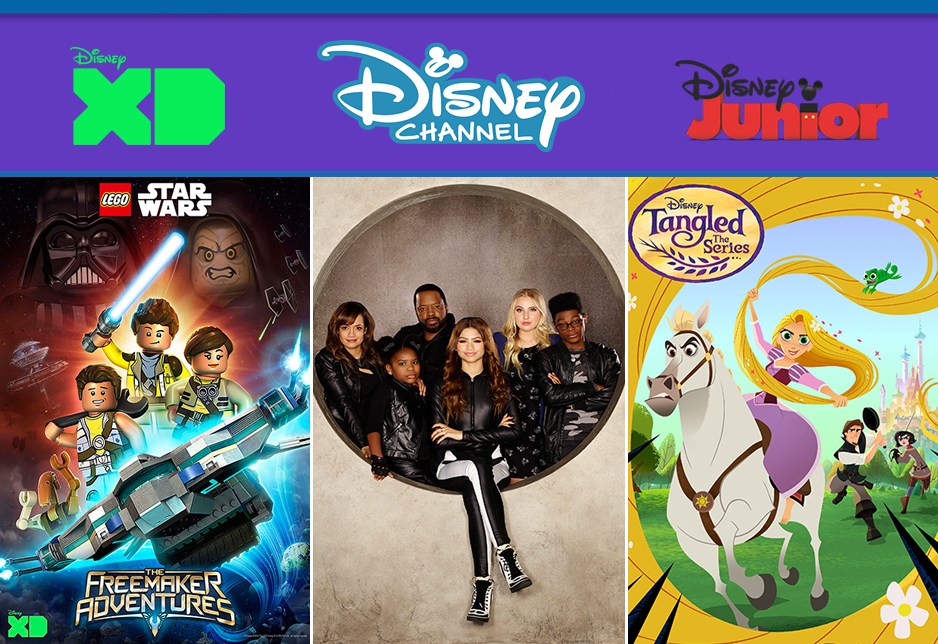 Disney
XD
Disney
CHANNEL
Disney
Junior
LEGO
STAR
WARS
THE
FREEMAKER
ADVENTURES
Disney
XD
Disney
Tangled
The
Series